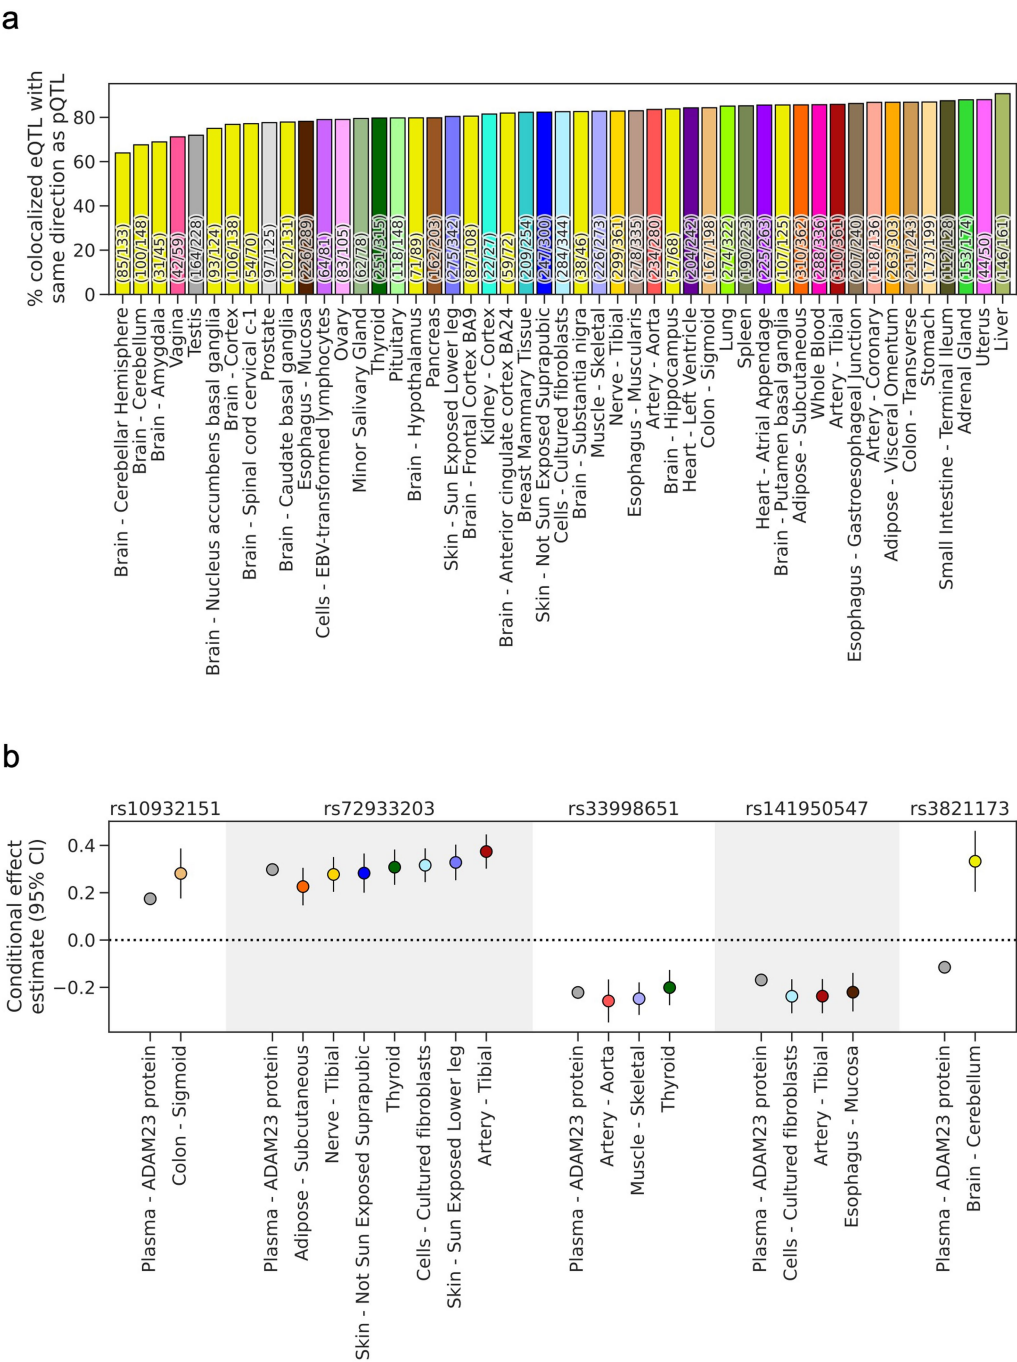 a
% colocalized eQTL with
same direction as pQTL
80
60
40
20
0
(85/133)
(100/148)
(31/45)
(42/59)
(164/228)
(93/124)
(106/138)
(54/70)
(97/125)
(102/131)
(226/289)
(64/81)
(83/105)
(62/78)
(251/315)
(118/148)
(71/89)
(162/203)
(275/342)
(87/108)
(22/27)
(59/72)
(209/254)
(247/300)
(284/344)
(38/46)
(226/273)
(299/361)
(278/335)
(234/280)
(57/68)
(204/242)
(167/198)
(274/322)
(190/223)
(225/263)
(107/125)
(310/362)
(288/336)
(310/361)
(207/240)
(118/136)
(263/303)
(211/243)
(173/199)
(112/128)
(153/174)
(44/50)
(146/161)
Brain - Cerebellar Hemisphere
Brain - Cerebellum
Brain - Amygdala
Vagina
Testis
Brain - Nucleus accumbens basal ganglia
Brain - Cortex
Brain - Spinal cord cervical c-1
Prostate
Brain - Caudate basal ganglia
Esophagus - Mucosa
Cells - EBV-transformed lymphocytes
Ovary
Minor Salivary Gland
Thyroid
Pituitary
Brain - Hypothalamus
Pancreas
Skin - Sun Exposed Lower leg
Brain - Frontal Cortex BA9
Kidney - Cortex
Brain - Anterior cingulate cortex BA24
Breast Mammary Tissue
Skin - Not Sun Exposed Suprapubic
Cells - Cultured fibroblasts
Brain - Substantia nigra
Muscle - Skeletal
Nerve - Tibial
Esophagus - Muscularis
Artery - Aorta
Brain - Hippocampus
Heart - Left Ventricle
Colon - Sigmoid
Lung
Spleen
Heart - Atrial Appendage
Brain - Putamen basal ganglia
Adipose - Subcutaneous
Whole Blood
Artery - Tibial
Esophagus - Gastroesophageal Junction
Artery - Coronary
Adipose - Visceral Omentum
Colon - Transverse
Stomach
Small Intestine - Terminal Ileum
Adrenal Gland
Uterus
Liver
b
rs10932151
rs72933203
rs33998651
rs141950547
rs3821173
Conditional effect
estimate (95% CI)
0.4
0.2
0.0
−0.2
Plasma - ADAM23 protein
Colon - Sigmoid
Plasma - ADAM23 protein
Adipose - Subcutaneous
Nerve - Tibial
Skin - Not Sun Exposed Suprapubic
Thyroid
Cells - Cultured fibroblasts
Skin - Sun Exposed Lower leg
Artery - Tibial
Plasma - ADAM23 protein
Artery - Aorta
Muscle - Skeletal
Thyroid
Plasma - ADAM23 protein
Cells - Cultured fibroblasts
Artery - Tibial
Esophagus - Mucosa
Plasma - ADAM23 protein
Brain - Cerebellum